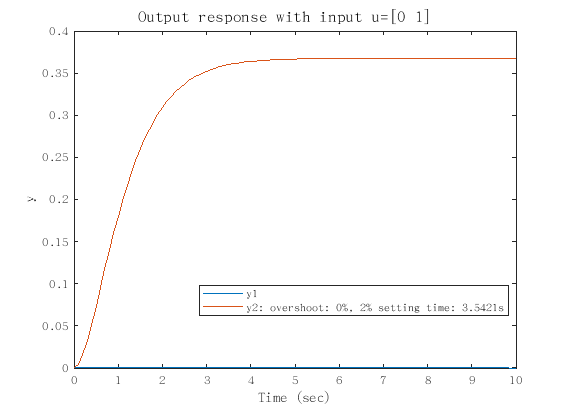 Output response with input u=[0 1]
0.4
0.35
0.3
0.25
0.2
0.15
0.1
0.05
0
y
y1
y2: overshoot: 0%, 2% setting time: 3.5421s
0 1 2 3 4 5 6 7 8 9 10
Time (sec)